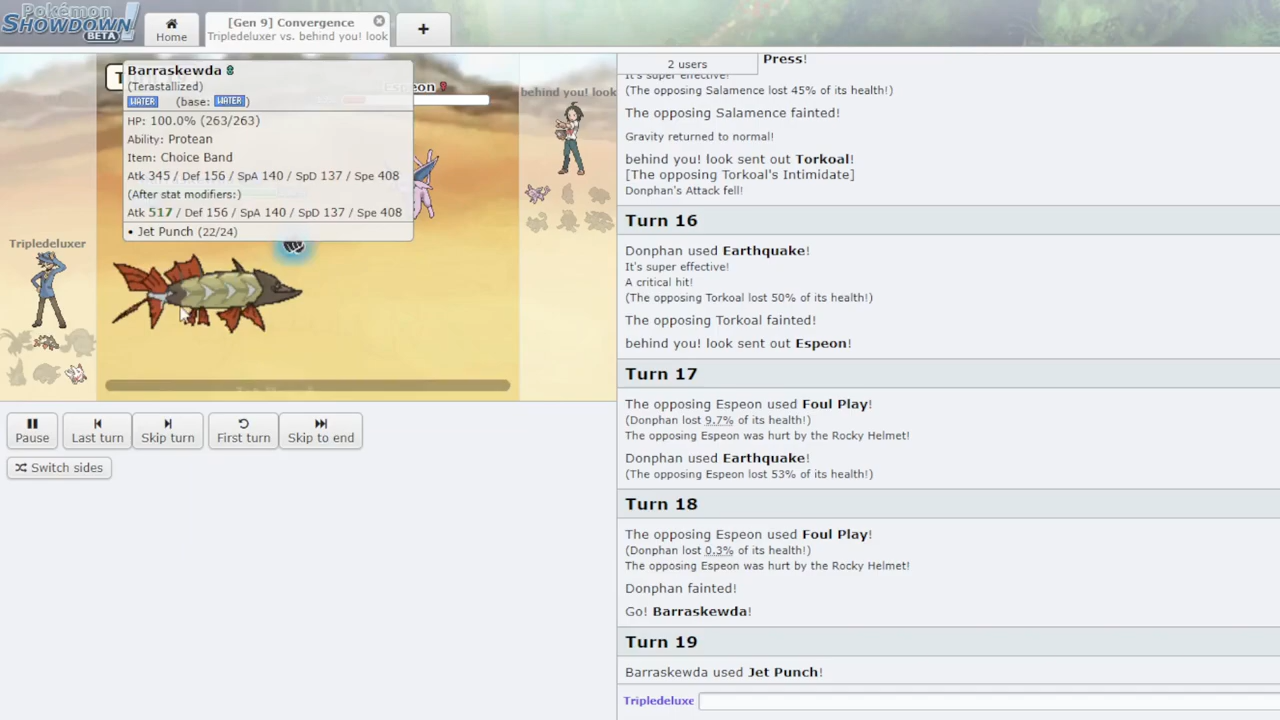 Pokémon
SHOWDOWN!
BETA
Home
[Gen 9] Convergence
Tripledeluxer vs. behind you! look
+
Barraskewda
(Terastallized)
WATER (base: WATER)
HP: 100.0% (263/263)
Ability: Protean
Item: Choice Band
Atk 345 / Def 156 / SpA 140 / SpD 137 / Spe 408
(After stat modifiers:)
Atk 517 / Def 156 / SpA 140 / SpD 137 / Spe 408
• Jet Punch (22/24)
behind you! look
Tripledeluxer
Pause
Last turn
Skip turn
First turn
Skip to end
Switch sides
2 users
Press!
It's super effective!
(The opposing Salamence lost 45% of its health!)
The opposing Salamence fainted!
Gravity returned to normal!
behind you! look sent out Torkoal!
[The opposing Torkoal's Intimidate]
Donphan's Attack fell!
Turn 16
Donphan used Earthquake!
It's super effective!
A critical hit!
(The opposing Torkoal lost 50% of its health!)
The opposing Torkoal fainted!
behind you! look sent out Espeon!
Turn 17
The opposing Espeon used Foul Play!
(Donphan lost 9.7% of its health!)
The opposing Espeon was hurt by the Rocky Helmet!
Donphan used Earthquake!
(The opposing Espeon lost 53% of its health!)
Turn 18
The opposing Espeon used Foul Play!
(Donphan lost 0.3% of its health!)
The opposing Espeon was hurt by the Rocky Helmet!
Donphan fainted!
Go! Barraskewda!
Turn 19
Barraskewda used Jet Punch!
Tripledeluxe